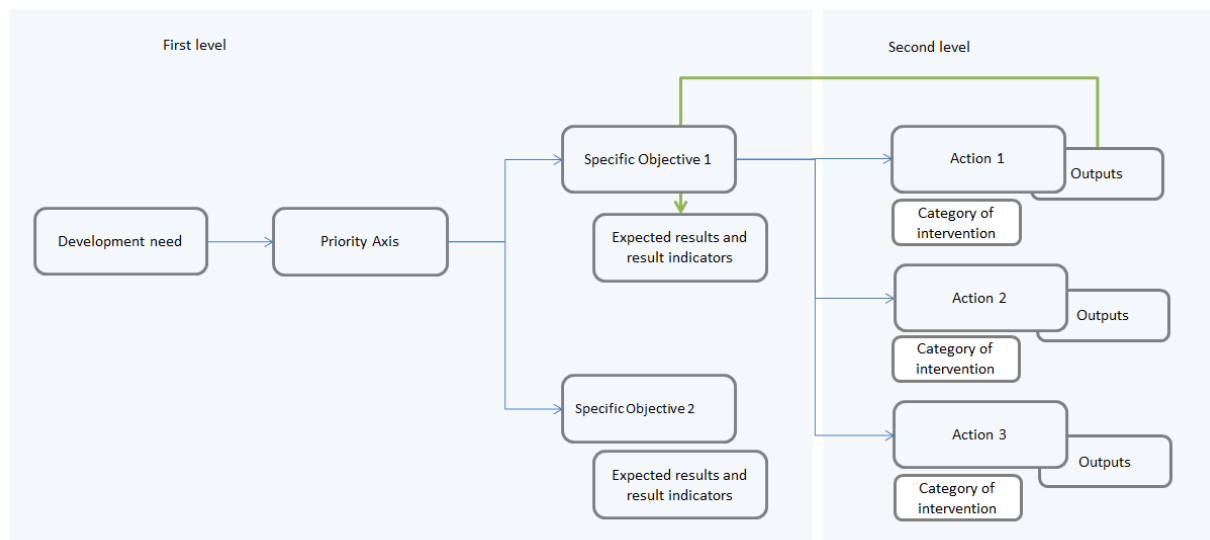 First level
Second level
Development need
Priority Axis
Specific Objective 1
Expected results and
result indicators
Specific Objective 2
Expected results and
result indicators
Action 1
Outputs
Category of
intervention
Action 2
Outputs
Category of
intervention
Action 3
Outputs
Category of
intervention